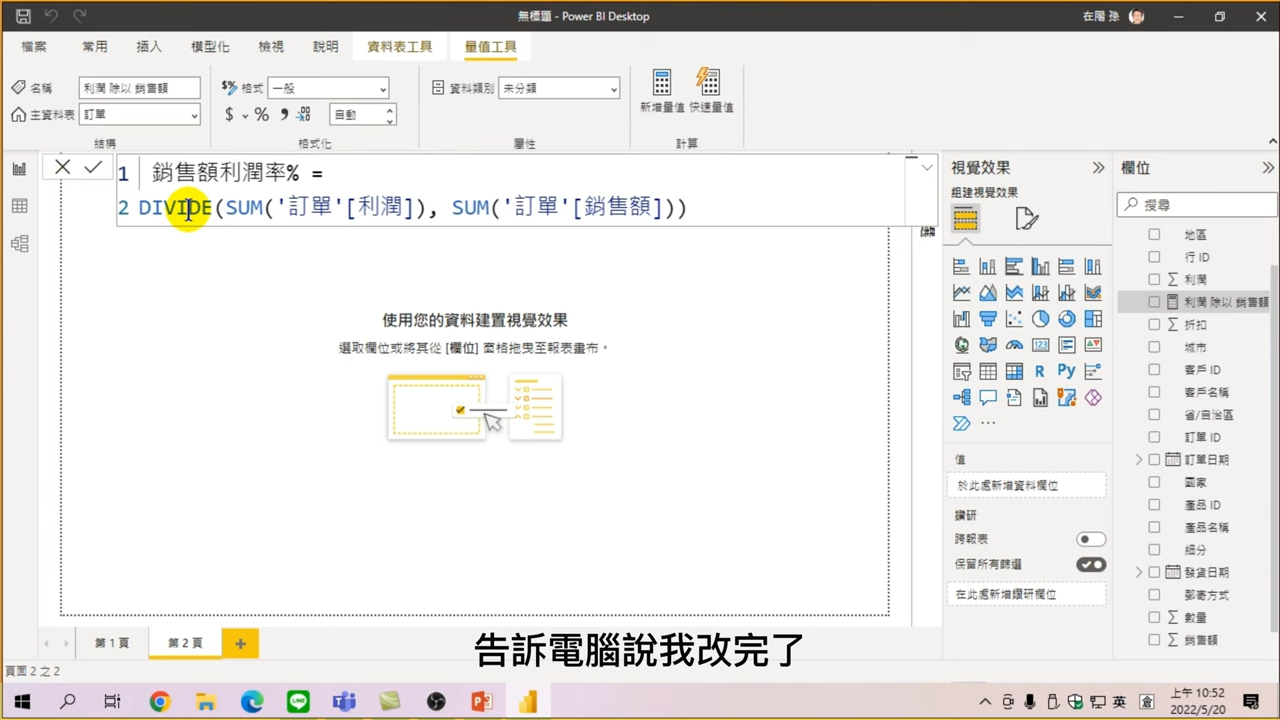 無標題 - Power BI Desktop
在陽 孫
檔案 常用 插入 模型化 檢視 說明 資料表工具 量值工具
名稱 利潤 除以 銷售額
主資料表 訂單
結構
格式 一般
$ % 自動
格式化
資料類別 未分類
屬性
新增量值 快速量值
計算
1 銷售額利潤率% =
2 DIVIDE(SUM('訂單'[利潤]), SUM('訂單'[銷售額]))
使用您的資料建置視覺效果
選取欄位或將其從 [欄位] 窗格拖曳至報表畫布。
視覺效果
組建視覺效果
R Py
123
值
於此處新增資料欄位
鑽研
跨報表
保留所有篩選
在此處新增鑽研欄位
欄位
搜尋
地區
行 ID
利潤
利潤 除以 銷售額
折扣
城市
客戶 ID
客戶名稱
省/自治區
訂單 ID
訂單日期
國家
產品 ID
產品名稱
細分
發貨日期
郵寄方式
數量
銷售額
第 1 頁 第 2 頁 +
頁面 2 之 2
告訴電腦說我改完了
英 倉
上午 10:52
2022/5/20